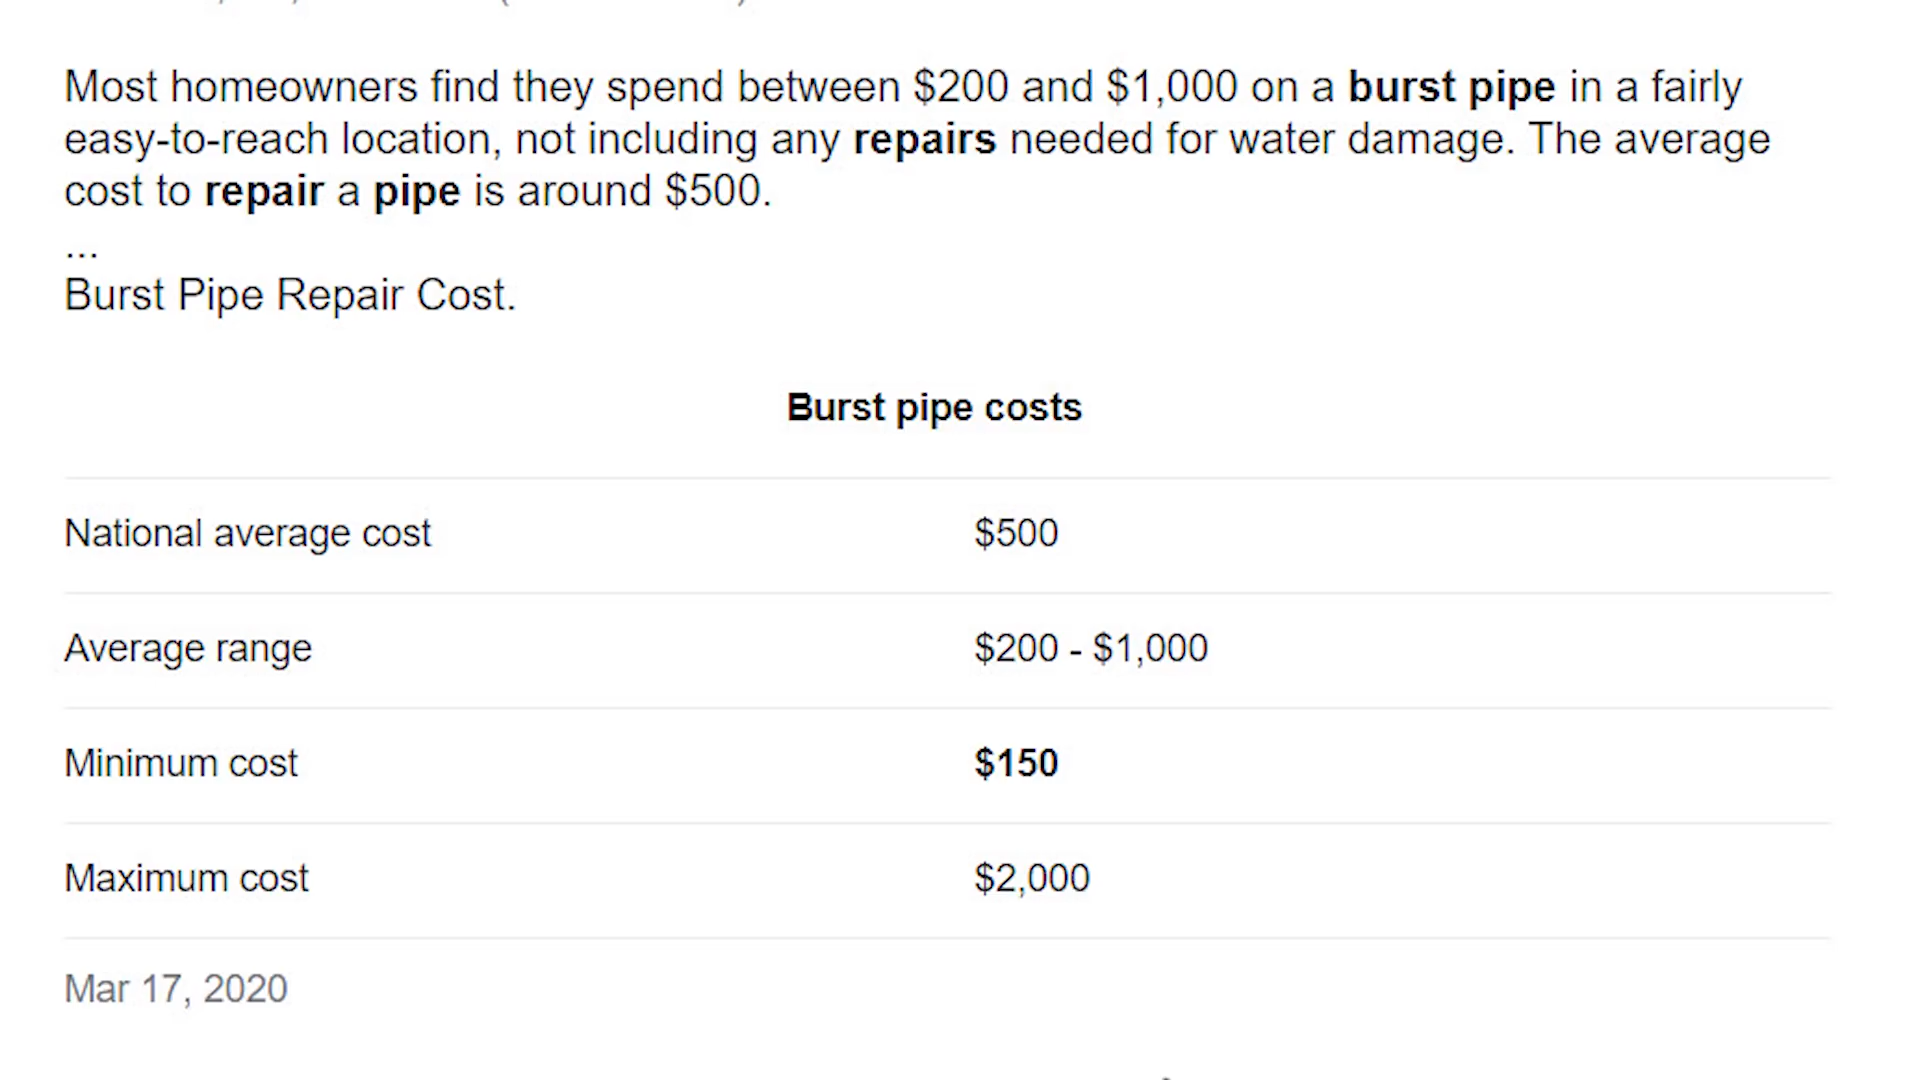 Most homeowners find they spend between $200 and $1,000 on a burst pipe in a fairly
easy-to-reach location, not including any repairs needed for water damage. The average
cost to repair a pipe is around $500.
...
Burst Pipe Repair Cost.
Burst pipe costs
National average cost $500
Average range $200 - $1,000
Minimum cost $150
Maximum cost $2,000
Mar 17, 2020